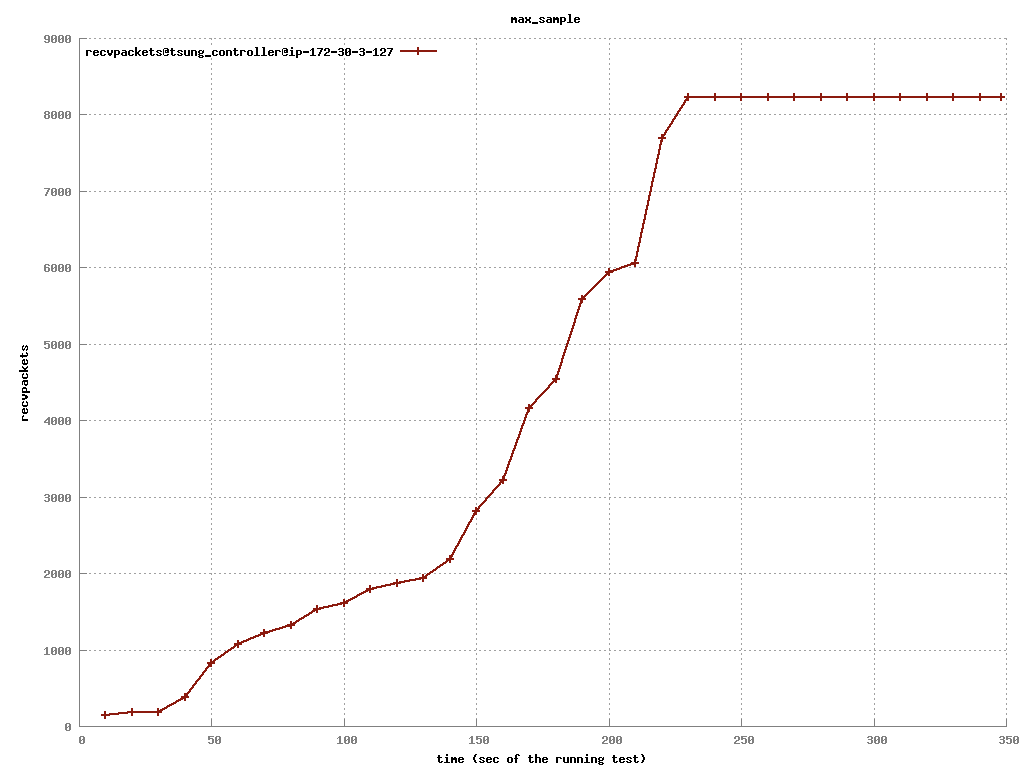 max_sample
recvpackets@tsung_controller@ip-172-30-3-127
9000
8000
7000
6000
5000
4000
3000
2000
1000
0
recvpackets
0 50 100 150 200 250 300 350
time (sec of the running test)